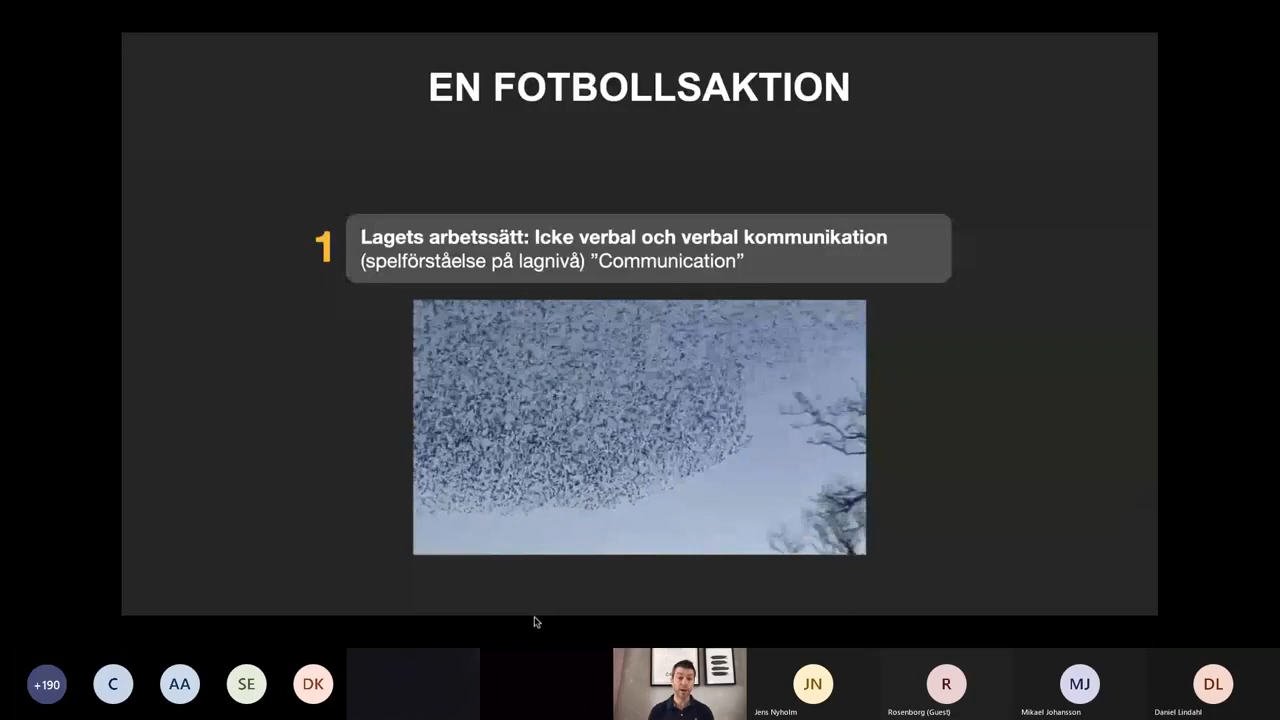 EN FOTBOLLSAKTION
1
Lagets arbetssätt: Icke verbal och verbal kommunikation
(spelförståelse på lagnivå) ”Communication”
+190
C
AA
SE
DK
JN
R
MJ
DL
Jens Nyholm
Rosenborg (Guest)
Mikael Johansson
Daniel Lindahl